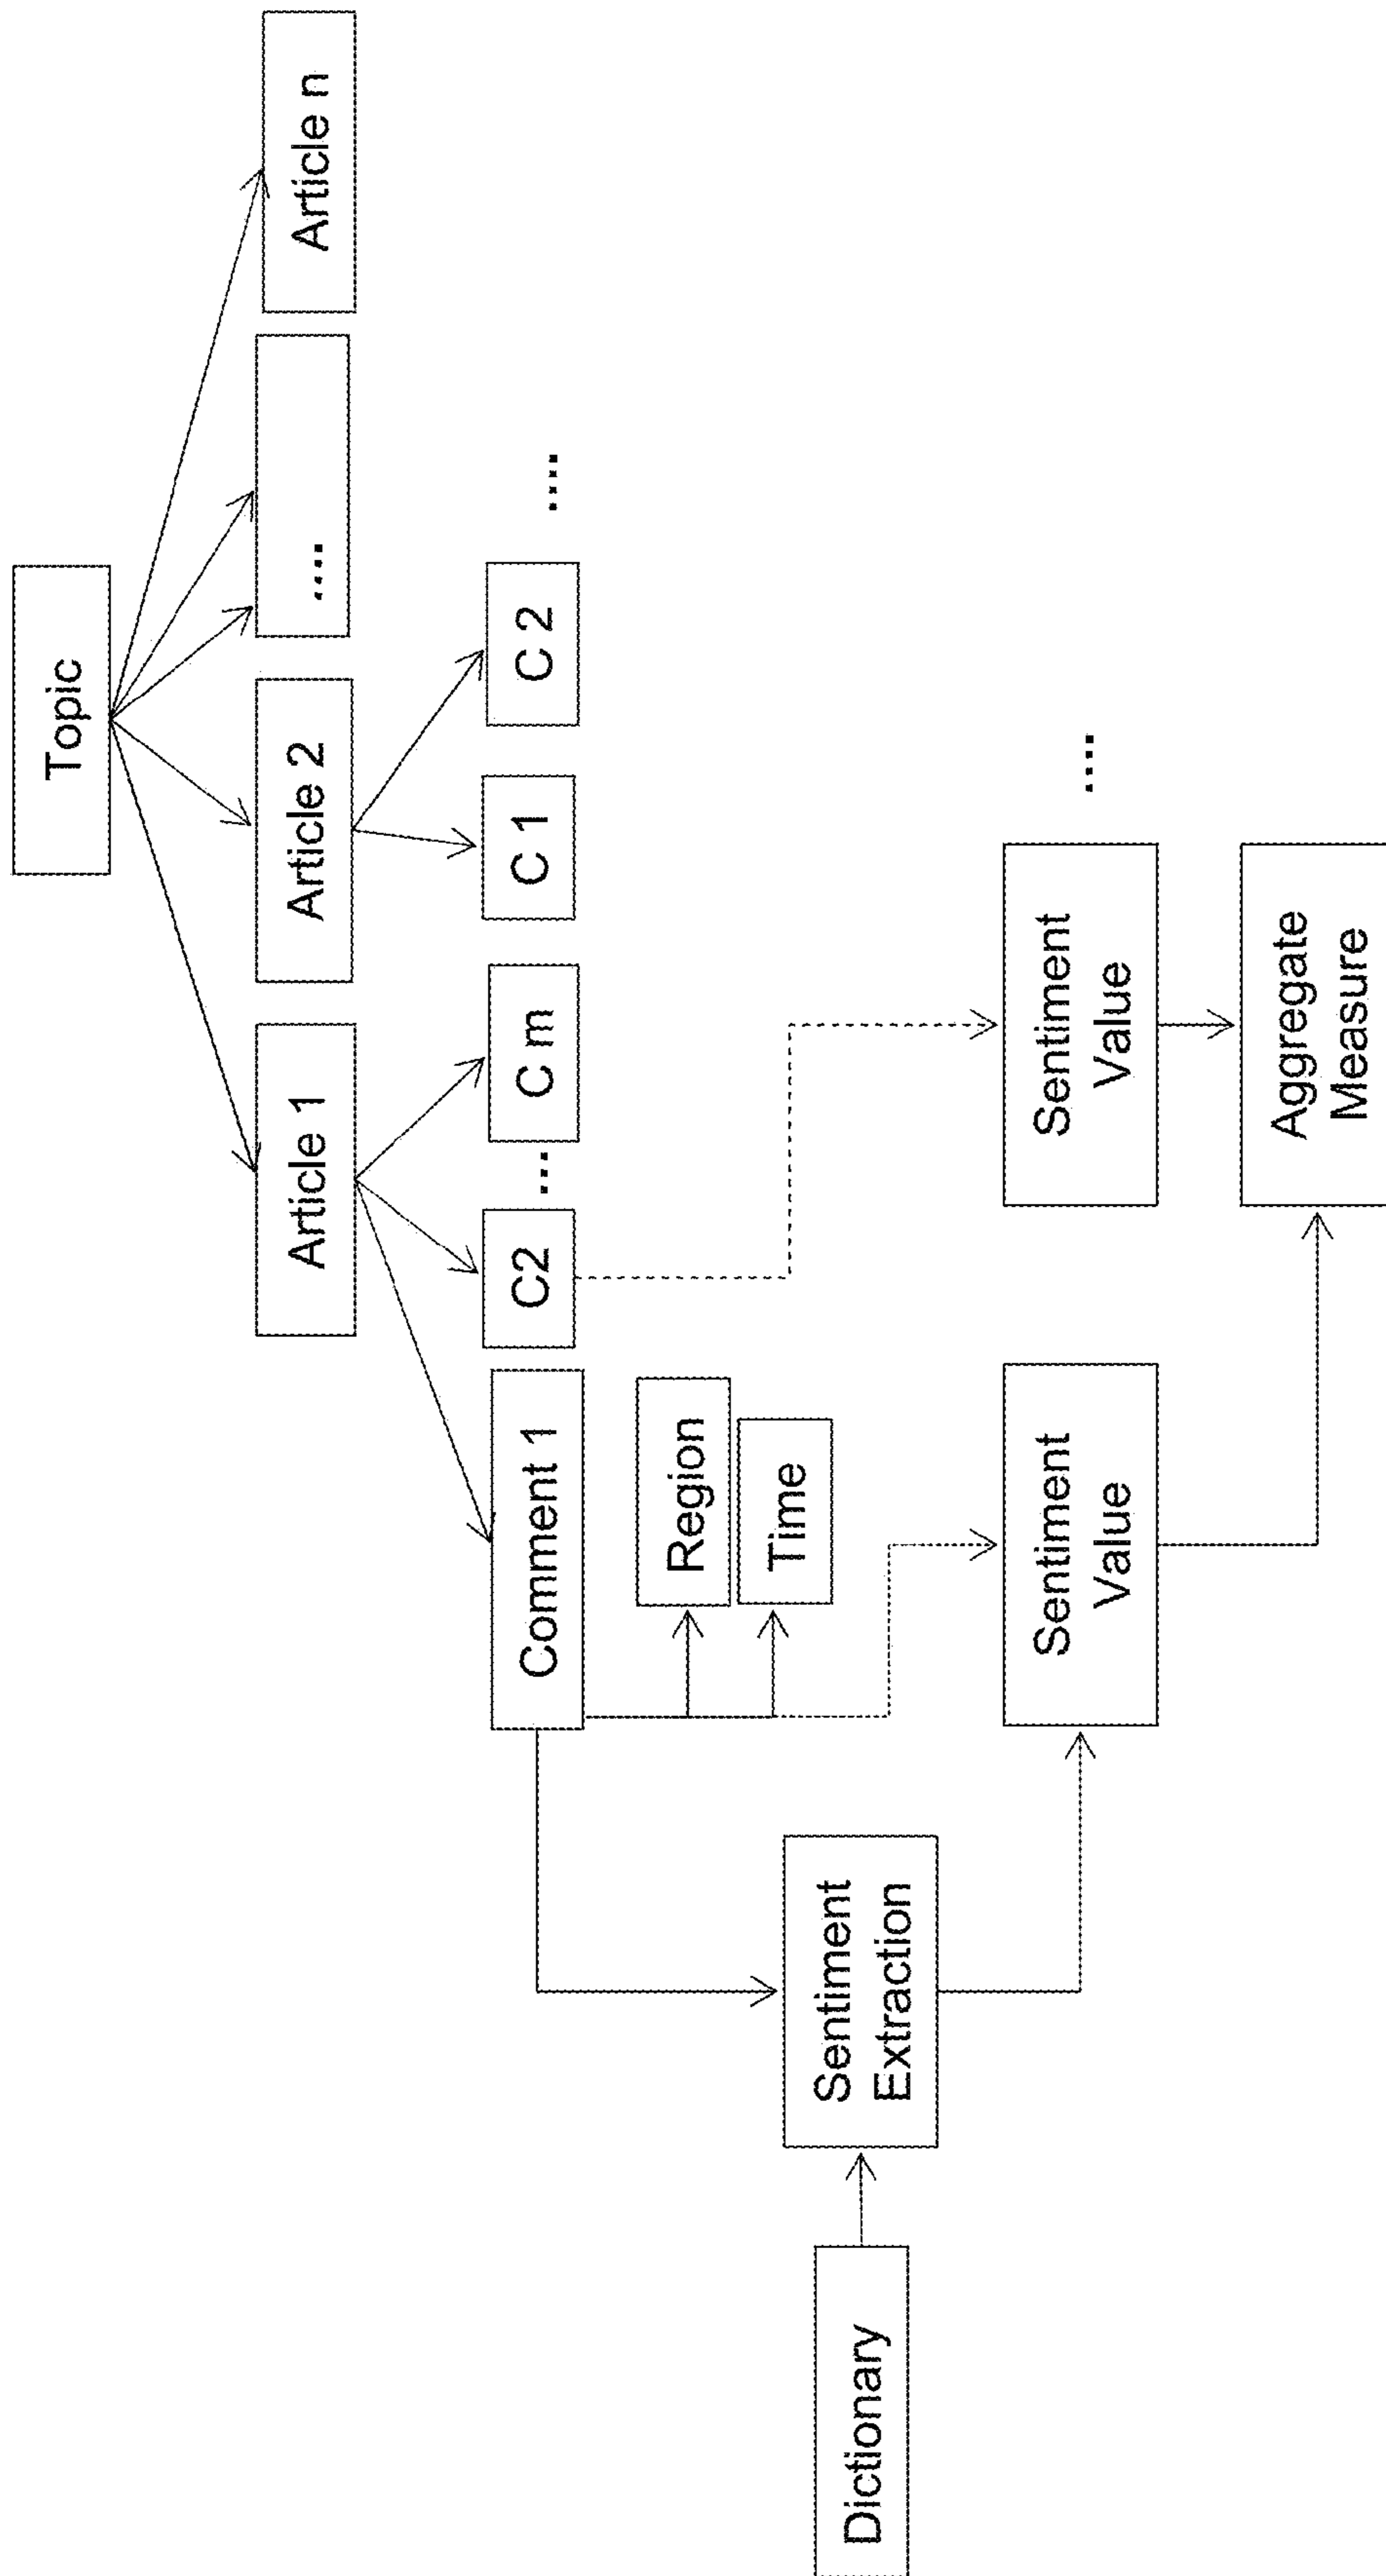 Topic
Article 1
Article 2
....
Article n
Comment 1
C2
...
C m
C 1
C 2
....
Region
Time
Dictionary
Sentiment
Extraction
Sentiment
Value
Sentiment
Value
....
Aggregate
Measure